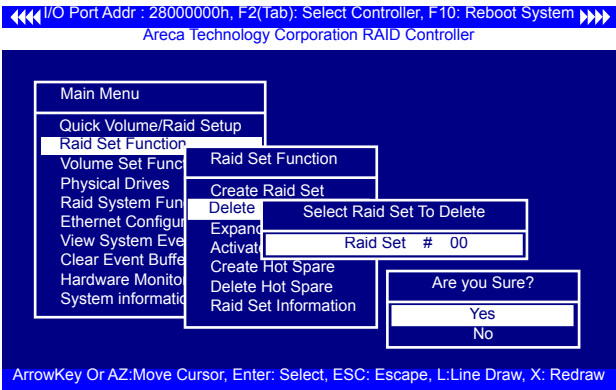 I/O Port Addr : 28000000h, F2(Tab): Select Controller, F10: Reboot System
Areca Technology Corporation RAID Controller
Main Menu
Quick Volume/Raid Setup
Raid Set Function
Volume Set Funct
Physical Drives
Raid System Fun
Ethernet Configur
View System Eve
Clear Event Buffe
Hardware Monito
System informatio
Raid Set Function
Create Raid Set
Delete
Expand
Activate
Create Hot Spare
Delete Hot Spare
Raid Set Information
Select Raid Set To Delete
Raid Set # 00
Are you Sure?
Yes
No
ArrowKey Or AZ:Move Cursor, Enter: Select, ESC: Escape, L:Line Draw, X: Redraw